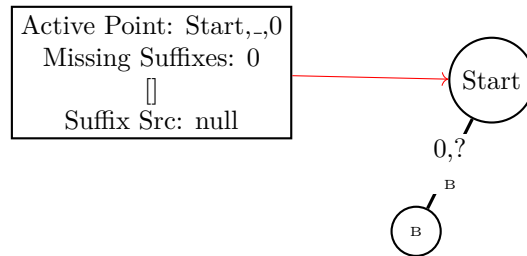 Active Point: Start,_,0
Missing Suffixes: 0
[]
Suffix Src: null
Start
0,?
B
B